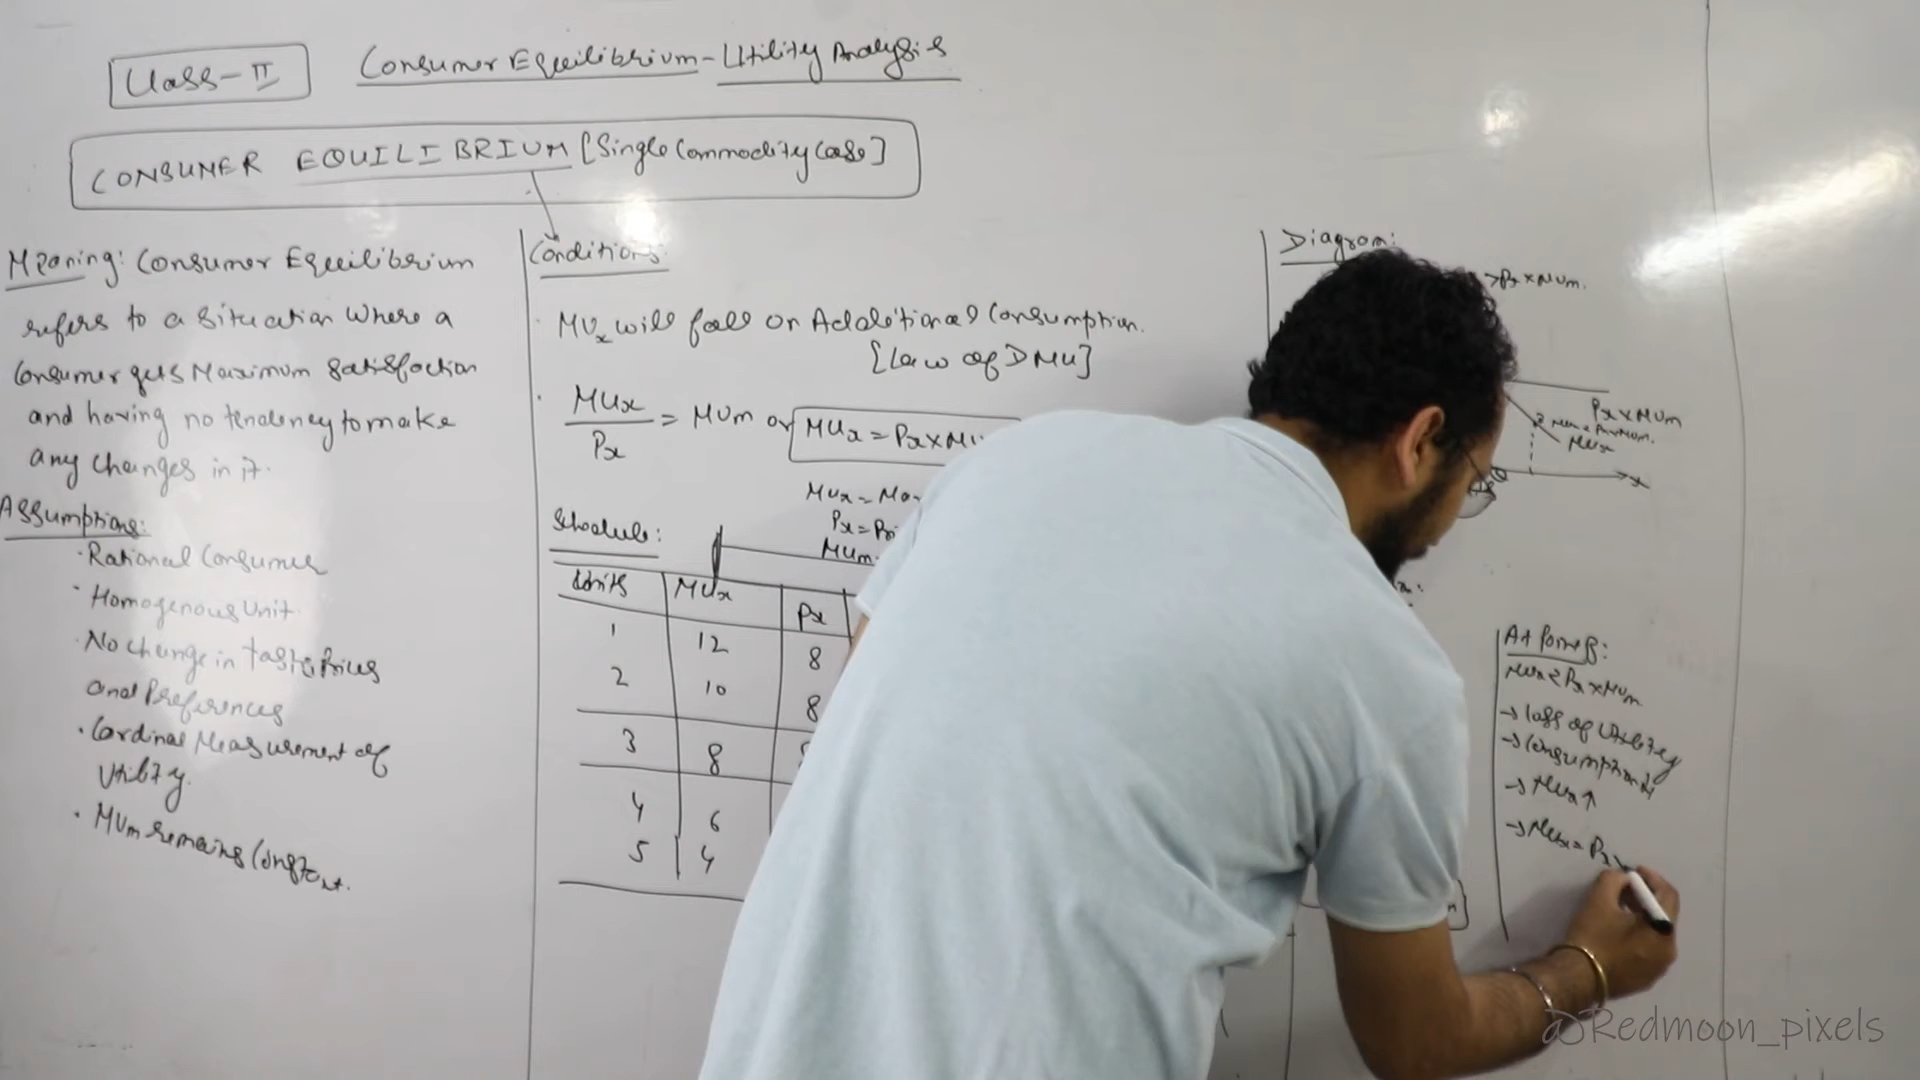 Class-II
Consumer Equilibrium-Utility Analysis
CONSUMER EQUILIBRIUM [Single Commodity Case]
Meaning: Consumer Equilibrium
refers to a situation where a
Consumer gets Maximum satisfaction
and having no tendency to make
any changes in it.
Assumptions:
· Rational Consumer
· Homogenous Unit
· No change in taste, Prices
and Preferences
· Cardinal Measurement of
Utility.
· MUm remains Constant.
Conditions:
· MUx will fall on Additional Consumption.
[Law of DMU]
· MUx/Px = MUm or MUx = Px x MU
MUx = Ma
Px = Pri
MUm
Schedule:
Units MUx Px
1 12 8
2 10 8
3 8
4 6
5 4
Diagram:
>Px x MUm.
Px x MUm
MUx
x
At Point B:
MUx < Px x MUm
→ Loss of Utility
→ Consumption ↓
→ MUx ↑
→ MUx = Px x
@Redmoon_pixels